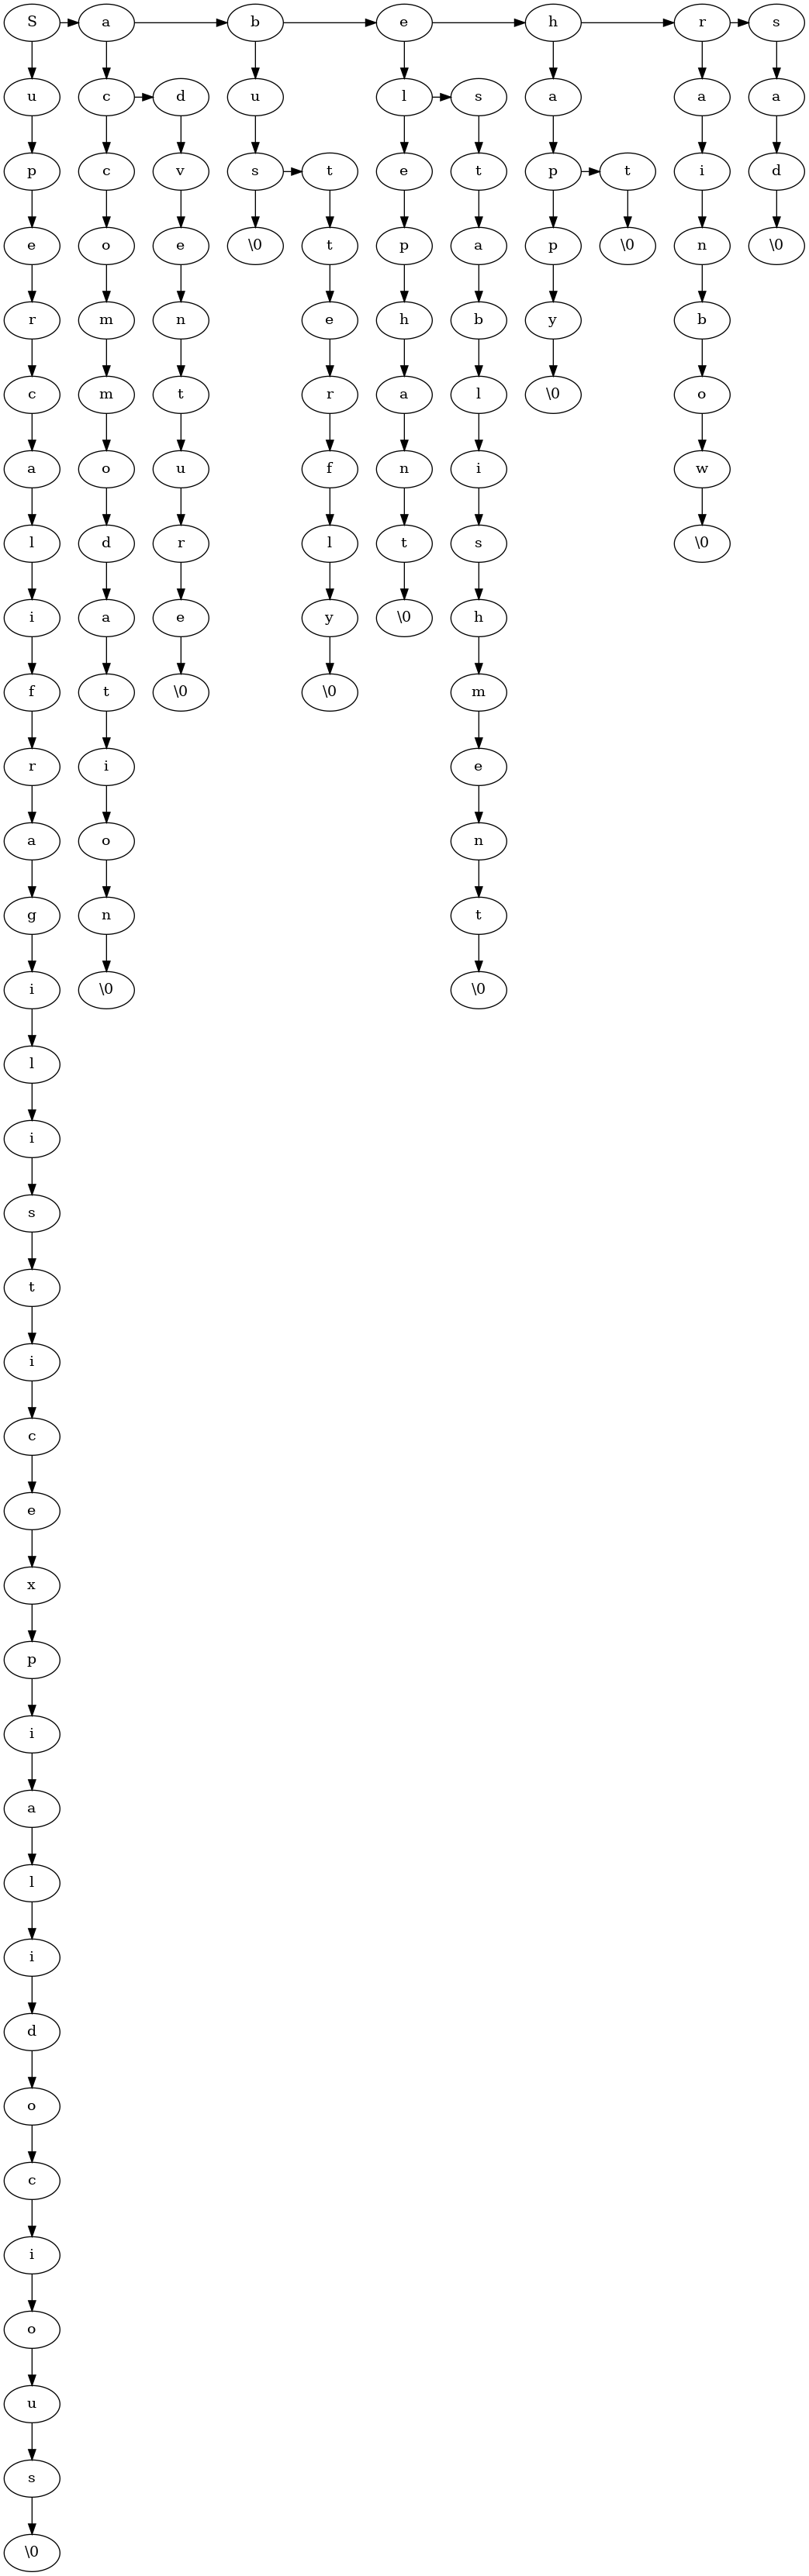 S a b e h r s
u c d u l s a a a
p c v s t e t p t i d
e o e \0 t p a p \0 n \0
r m n e h b y b
c m t r a l \0 o
a o u f n i w
l d r l t s \0
i a e y \0 h
f t \0 \0 m
r i e
a o n
g n t
i \0 \0
l
i
s
t
i
c
e
x
p
i
a
l
i
d
o
c
i
o
u
s
\0